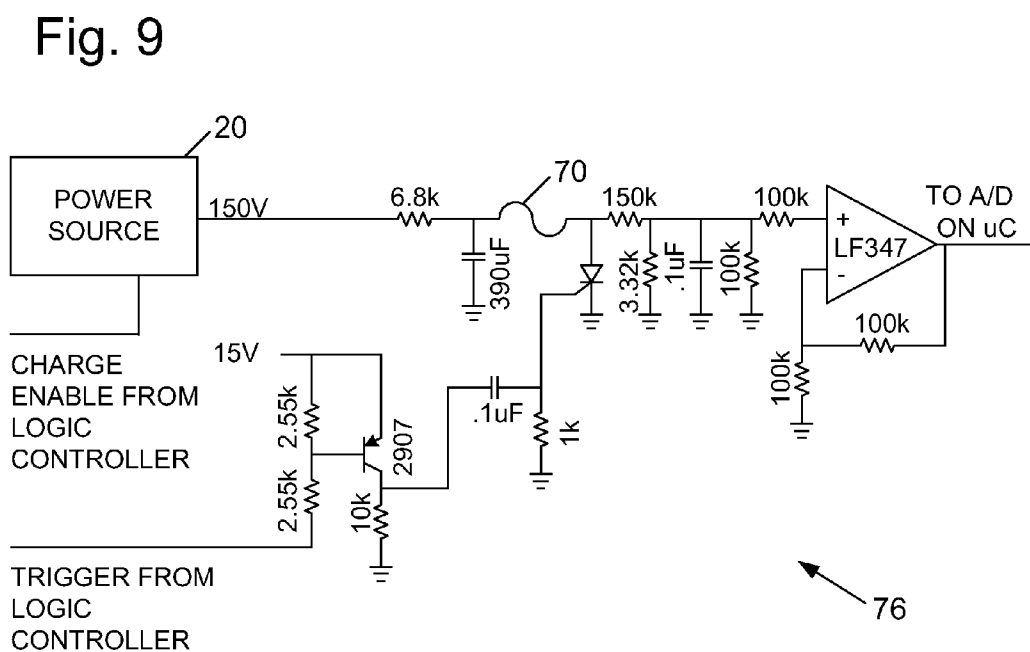 Fig. 9
20
POWER
SOURCE
150V
6.8k
390uF
70
150k
3.32k
.1uF
100k
100k
+
-
LF347
TO A/D
ON uC
100k
100k
CHARGE
ENABLE FROM
LOGIC
CONTROLLER
15V
2.55k
2.55k
2907
10k
.1uF
1k
TRIGGER FROM
LOGIC
CONTROLLER
76